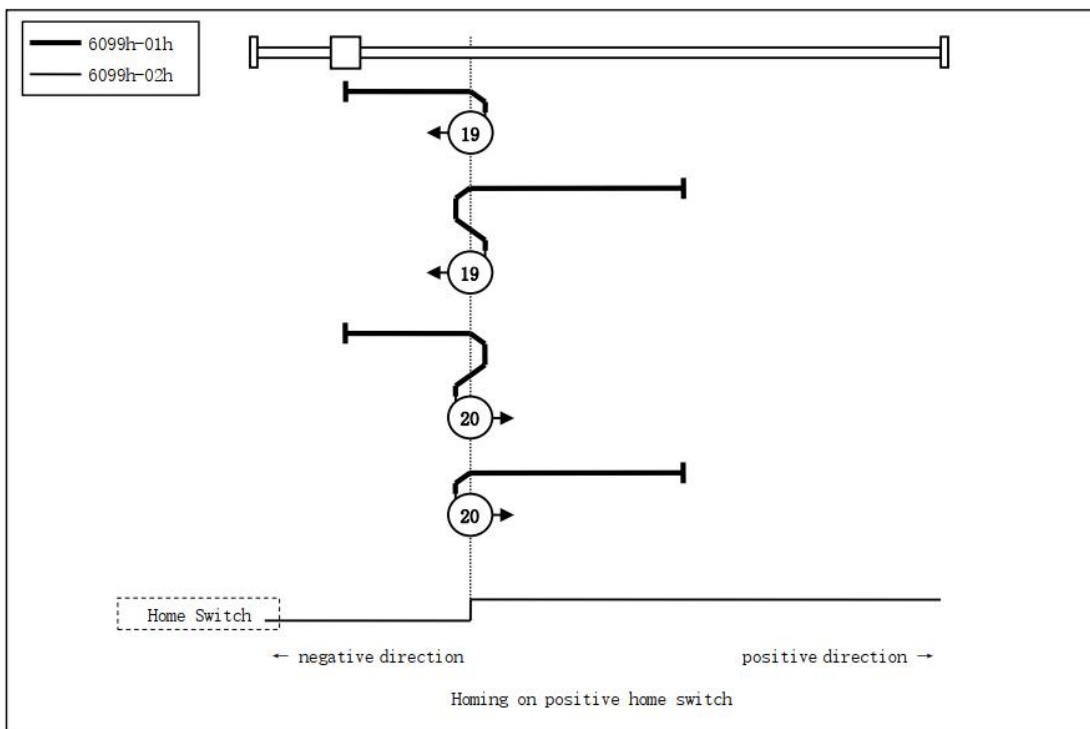 6099h-01h
6099h-02h
19
19
20
20
Home Switch
← negative direction
positive direction →
Homing on positive home switch